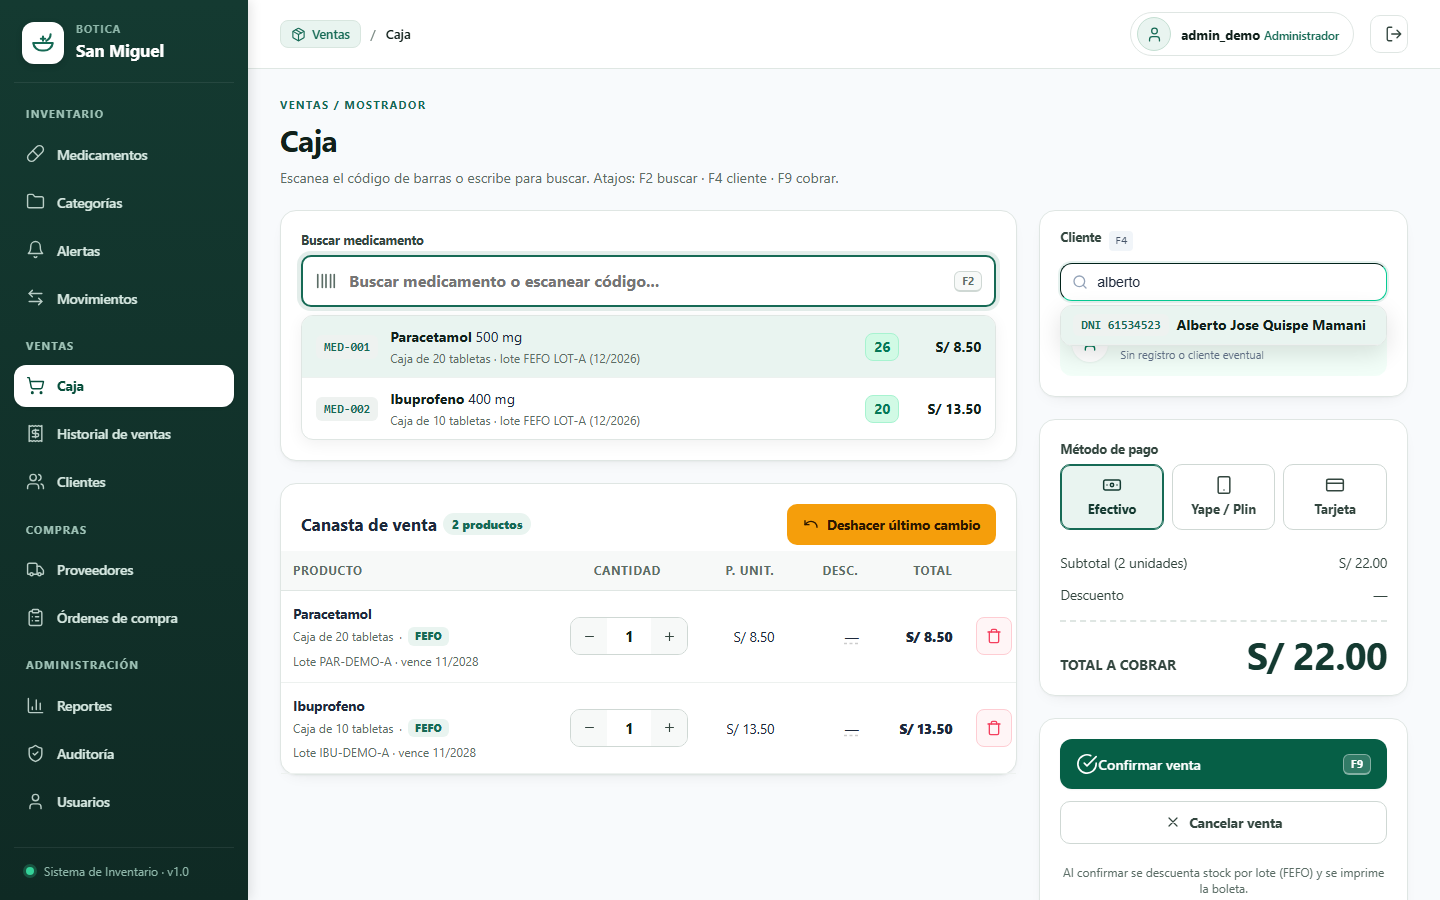 BOTICA
San Miguel
INVENTARIO
Medicamentos
Categorías
Alertas
Movimientos
VENTAS
Caja
Historial de ventas
Clientes
COMPRAS
Proveedores
Órdenes de compra
ADMINISTRACIÓN
Reportes
Auditoría
Usuarios
Sistema de Inventario · v1.0
Ventas / Caja
admin_demo Administrador
VENTAS / MOSTRADOR
Caja
Escanea el código de barras o escribe para buscar. Atajos: F2 buscar · F4 cliente · F9 cobrar.
Buscar medicamento
Buscar medicamento o escanear código... F2
MED-001 Paracetamol 500 mg 26 S/ 8.50
Caja de 20 tabletas · lote FEFO LOT-A (12/2026)
MED-002 Ibuprofeno 400 mg 20 S/ 13.50
Caja de 10 tabletas · lote FEFO LOT-A (12/2026)
Canasta de venta 2 productos Deshacer último cambio
PRODUCTO CANTIDAD P. UNIT. DESC. TOTAL
Paracetamol
Caja de 20 tabletas · FEFO − 1 + S/ 8.50 — S/ 8.50
Lote PAR-DEMO-A · vence 11/2028
Ibuprofeno
Caja de 10 tabletas · FEFO − 1 + S/ 13.50 — S/ 13.50
Lote IBU-DEMO-A · vence 11/2028
Cliente F4
alberto
DNI 61534523 Alberto Jose Quispe Mamani
Sin registro o cliente eventual
Método de pago
Efectivo Yape / Plin Tarjeta
Subtotal (2 unidades) S/ 22.00
Descuento —
TOTAL A COBRAR S/ 22.00
Confirmar venta F9
Cancelar venta
Al confirmar se descuenta stock por lote (FEFO) y se imprime
la boleta.